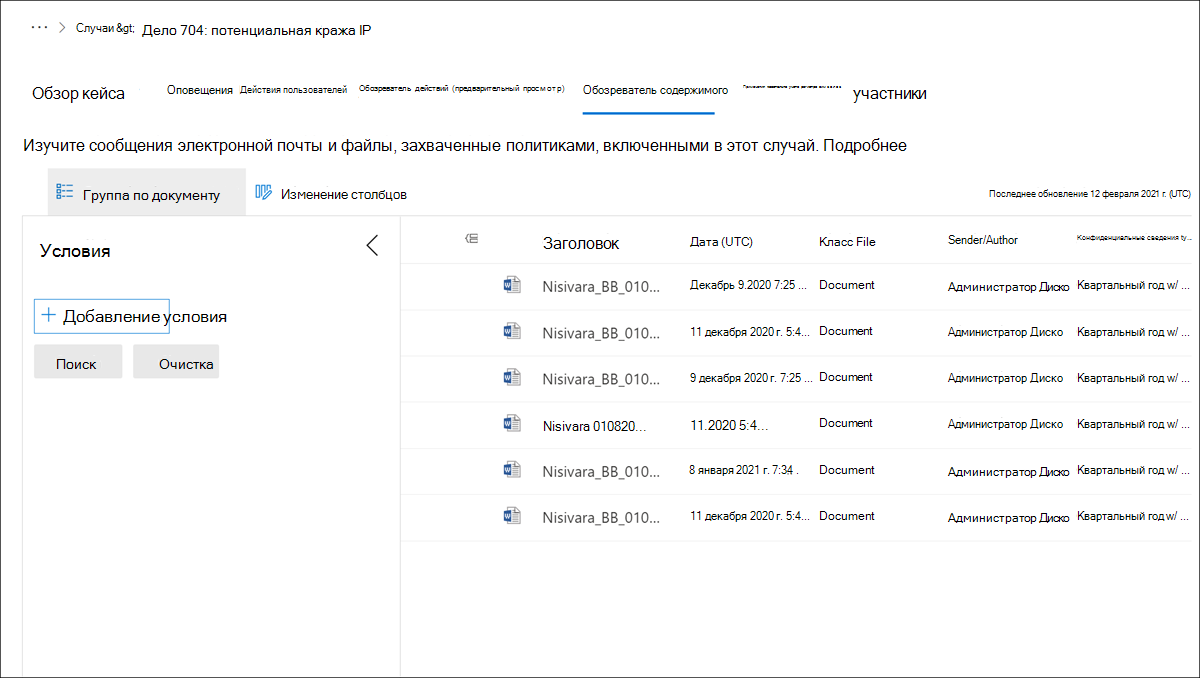 ··· > Случаи &gt; Дело 704: потенциальная кража IP
Обзор кейса Оповещения Действия пользователей Обозреватель действий (предварительный просмотр) Обозреватель содержимого участники
Изучите сообщения электронной почты и файлы, захваченные политиками, включенными в этот случай. Подробнее
Группа по документу Изменение столбцов Последнее обновление 12 февраля 2021 г. (UTC)
Условия
Заголовок Дата (UTC) Класс File Sender/Author Конфиденциальные сведения ty...
Nisivara_BB_010... Декабрь 9.2020 7:25 ... Document Администратор Диско Квартальный год w/ ...
+ Добавление условия
Nisivara_BB_010... 11 декабря 2020 5:4... Document Администратор Диско Квартальный год w/ ...
Поиск Очистка
Nisivara_BB_010... 9 декабря 2020 г. 7:25 ... Document Администратор Диско Квартальный год w/ ...
Nisivara 010820... 11.2020 5:4... Document Администратор Диско Квартальный год w/ ...
Nisivara_BB_010... 8 января 2021 г. 7:34 . Document Администратор Диско Квартальный год w/ ...
Nisivara_BB_010... 11 декабря 2020 г. 5:4... Document Администратор Диско Квартальный год w/ ...